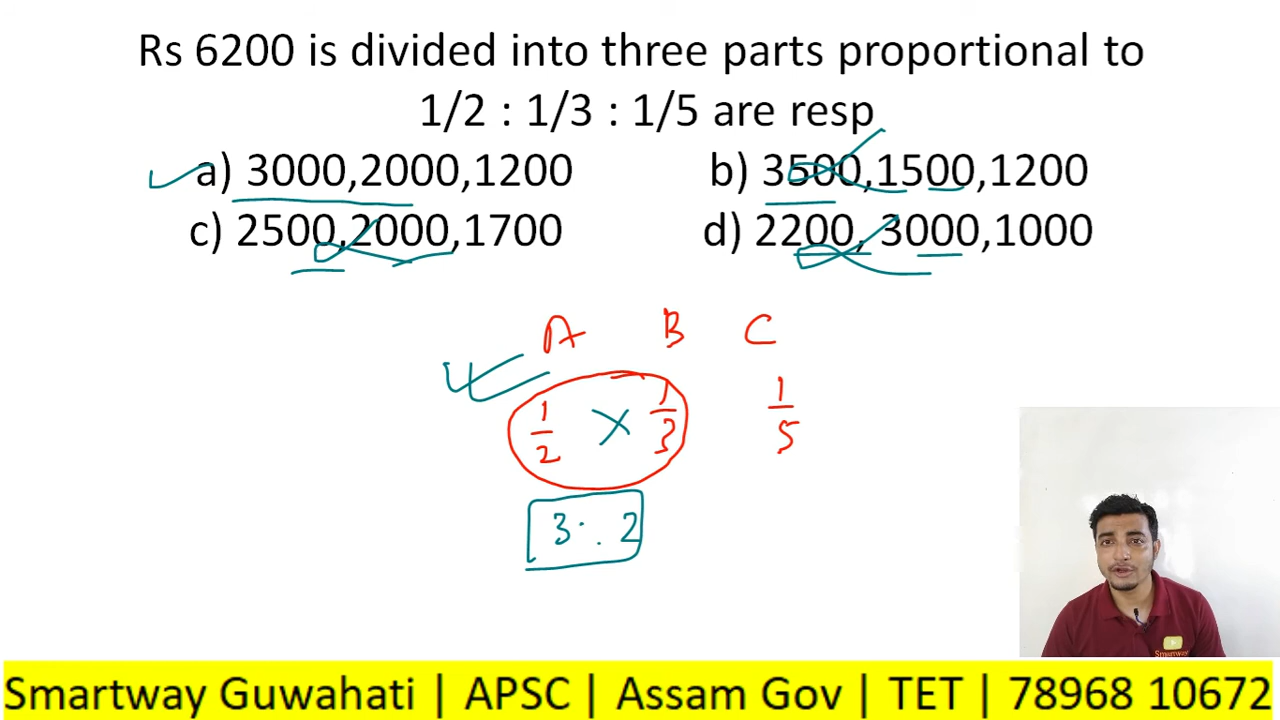 Rs 6200 is divided into three parts proportional to
1/2 : 1/3 : 1/5 are resp
a) 3000,2000,1200
b) 3500,1500,1200
c) 2500,2000,1700
d) 2200, 3000,1000
A B C
1/2 × 1/3 1/5
3 : 2
Smartway
Smartway Guwahati | APSC | Assam Gov | TET | 78968 10672